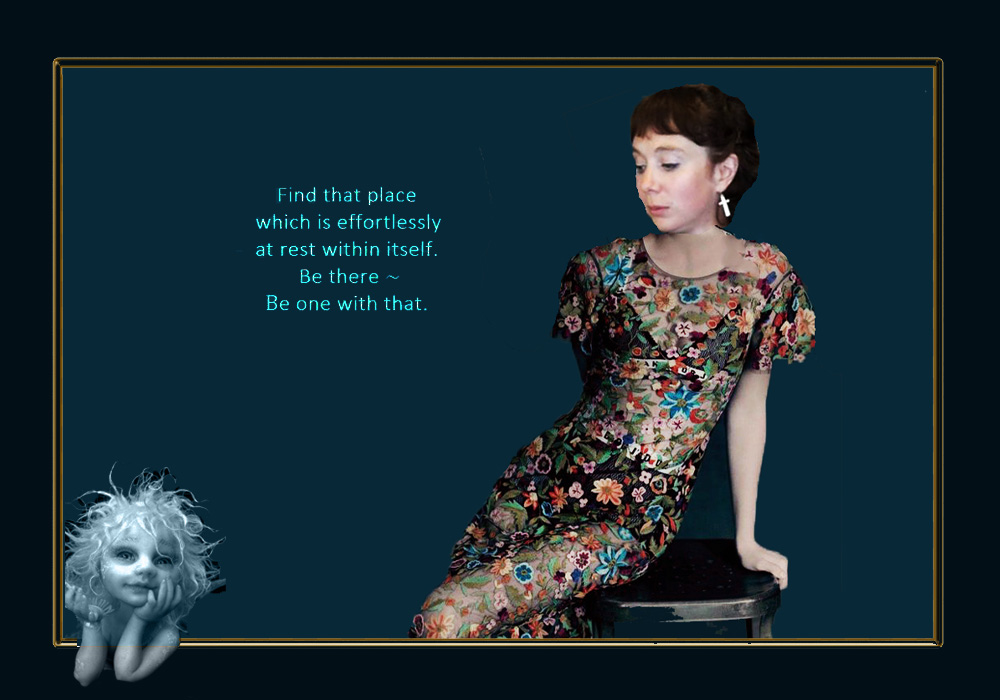 Find that place
which is effortlessly
at rest within itself.
Be there ~
Be one with that.